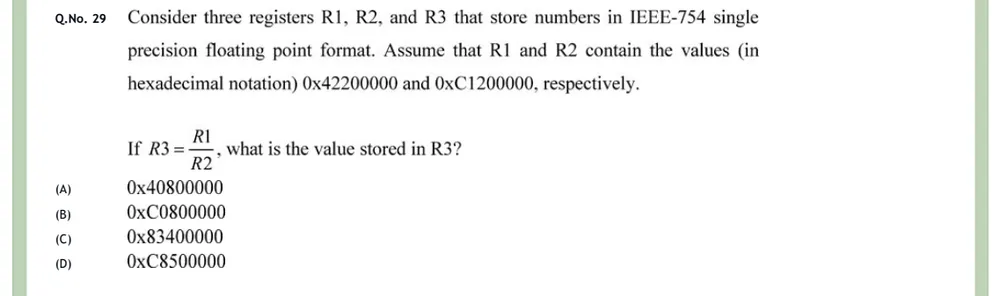 Q.No. 29 Consider three registers R1, R2, and R3 that store numbers in IEEE-754 single
precision floating point format. Assume that R1 and R2 contain the values (in
hexadecimal notation) 0x42200000 and 0xC1200000, respectively.
If R3 = R1/R2, what is the value stored in R3?
(A) 0x40800000
(B) 0xC0800000
(C) 0x83400000
(D) 0xC8500000